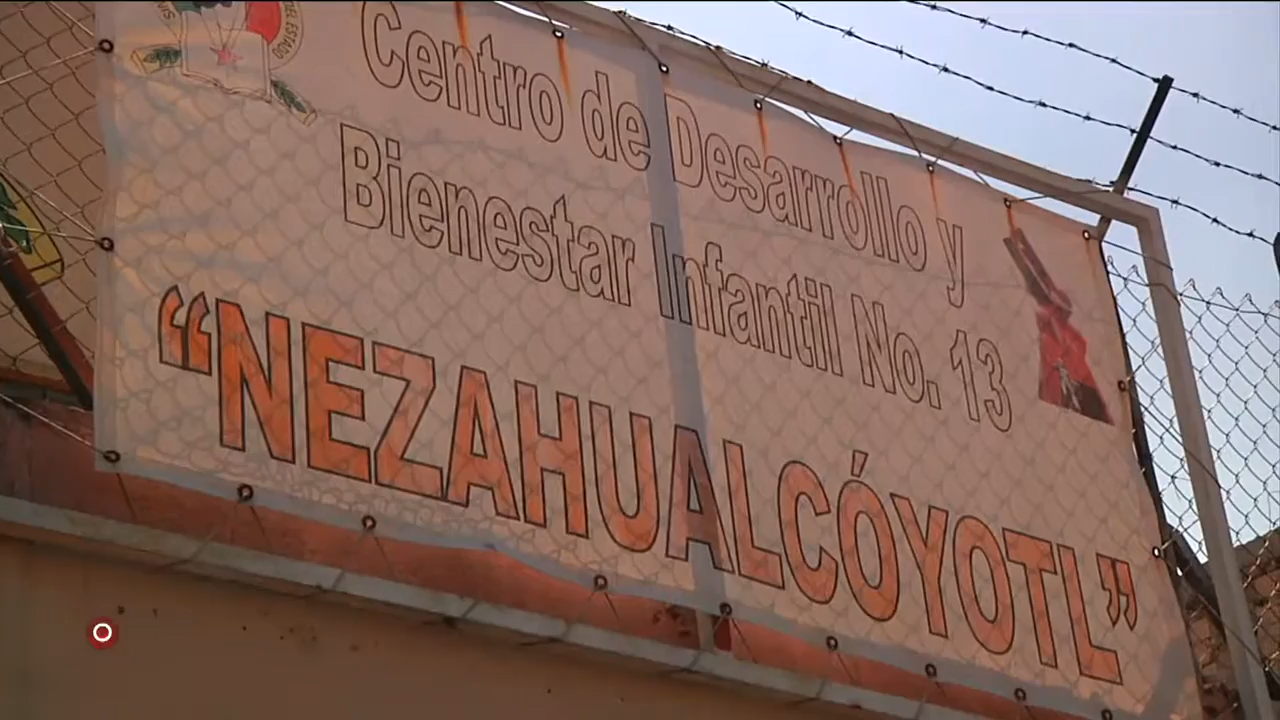 Centro de Desarrollo y
Bienestar Infantil No. 13
“NEZAHUALCÓYOTL”